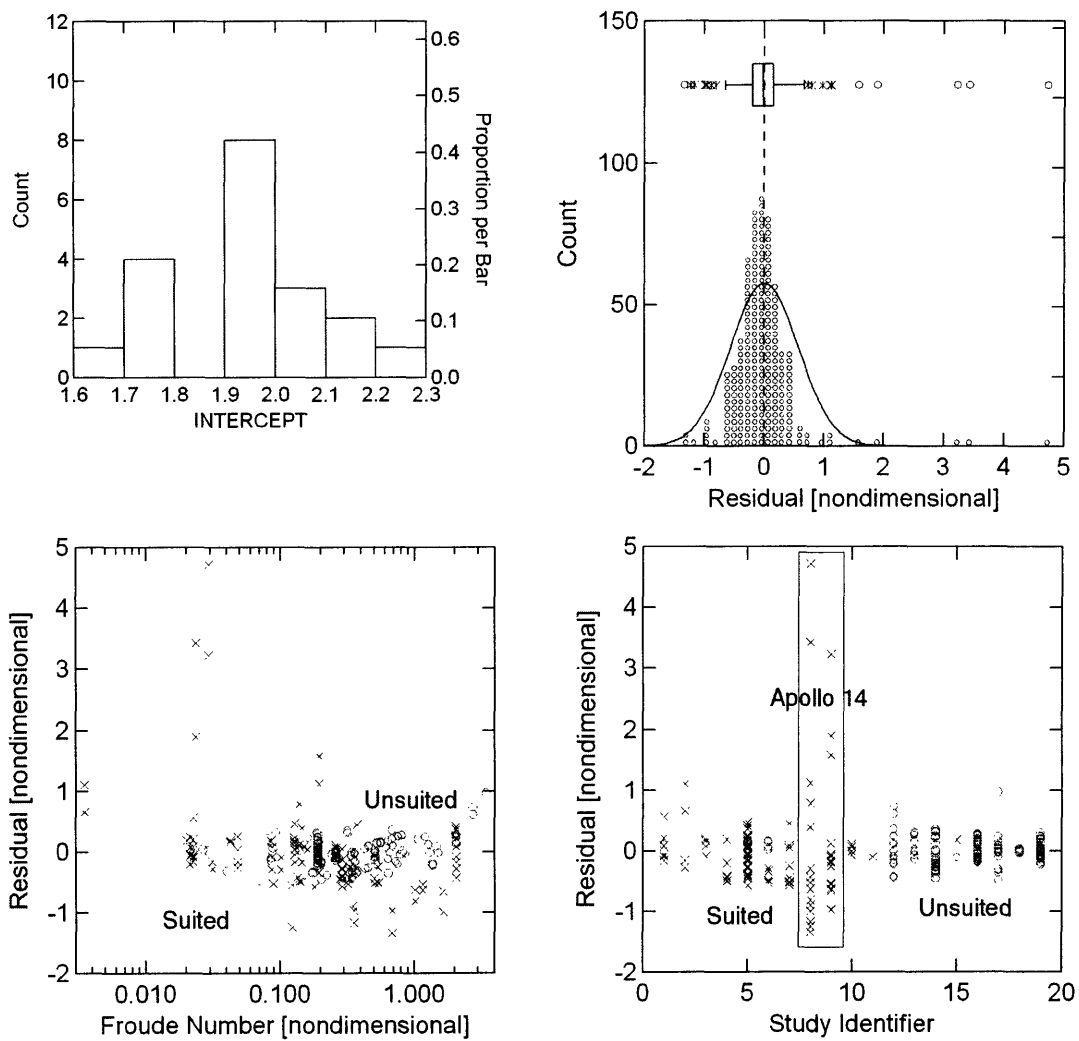 12
10
8
6
4
2
0
Count
0.6
0.5
0.4
0.3
0.2
0.1
0.0
Proportion per Bar
1.6 1.7 1.8 1.9 2.0 2.1 2.2 2.3
INTERCEPT
150
100
50
0
Count
-2 -1 0 1 2 3 4 5
Residual [nondimensional]
5
4
3
2
1
0
-1
-2
Residual [nondimensional]
Unsuited
Suited
0.010 0.100 1.000
Froude Number [nondimensional]
5
4
3
2
1
0
-1
-2
Residual [nondimensional]
Apollo 14
Suited
Unsuited
0 5 10 15 20
Study Identifier